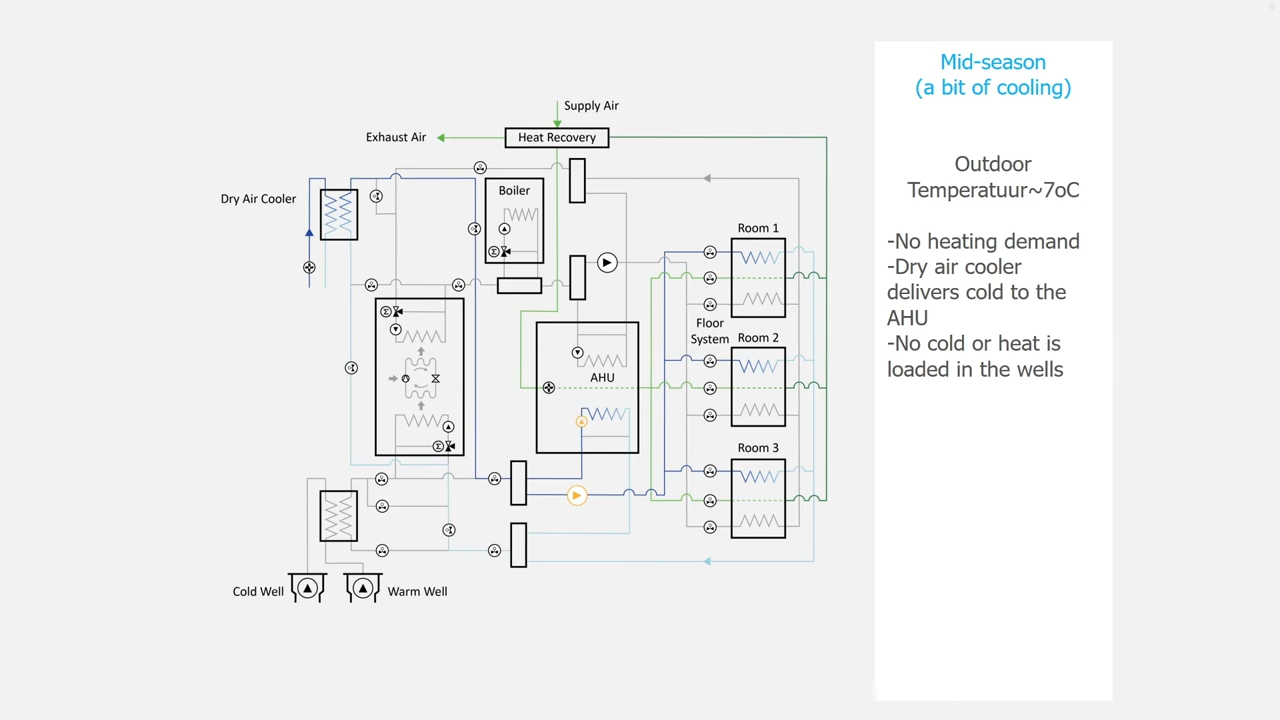 9
Mid-season
(a bit of cooling)
Supply Air
Exhaust Air
Heat Recovery
Outdoor
Temperatuur~7oC
Dry Air Cooler
Boiler
Room 1
-No heating demand
-Dry air cooler
delivers cold to the
AHU
-No cold or heat is
loaded in the wells
Floor
System
Room 2
AHU
Room 3
Cold Well
Warm Well